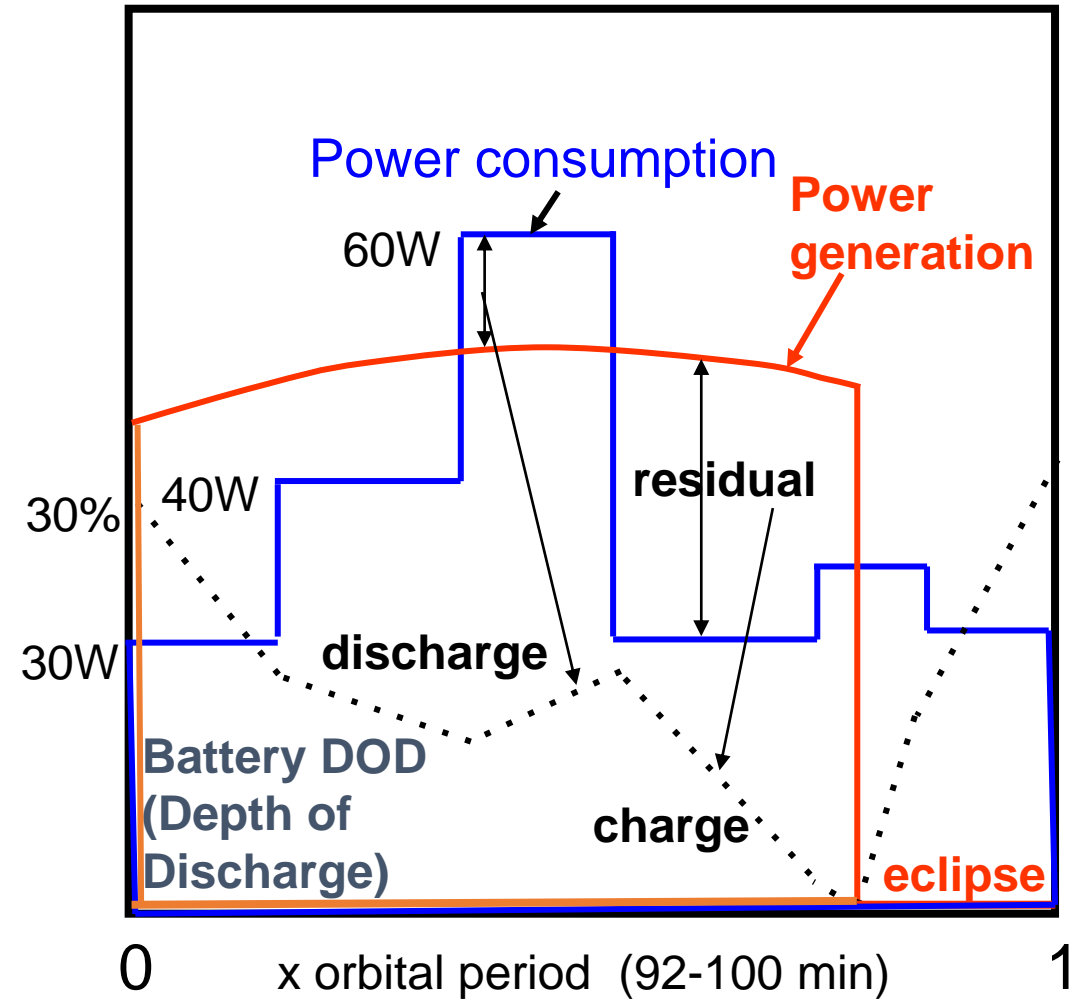 Power consumption
Power
generation
60W
40W
30%
residual
discharge
30W
Battery DOD
(Depth of
Discharge)
charge
eclipse
0
x orbital period (92-100 min)
1